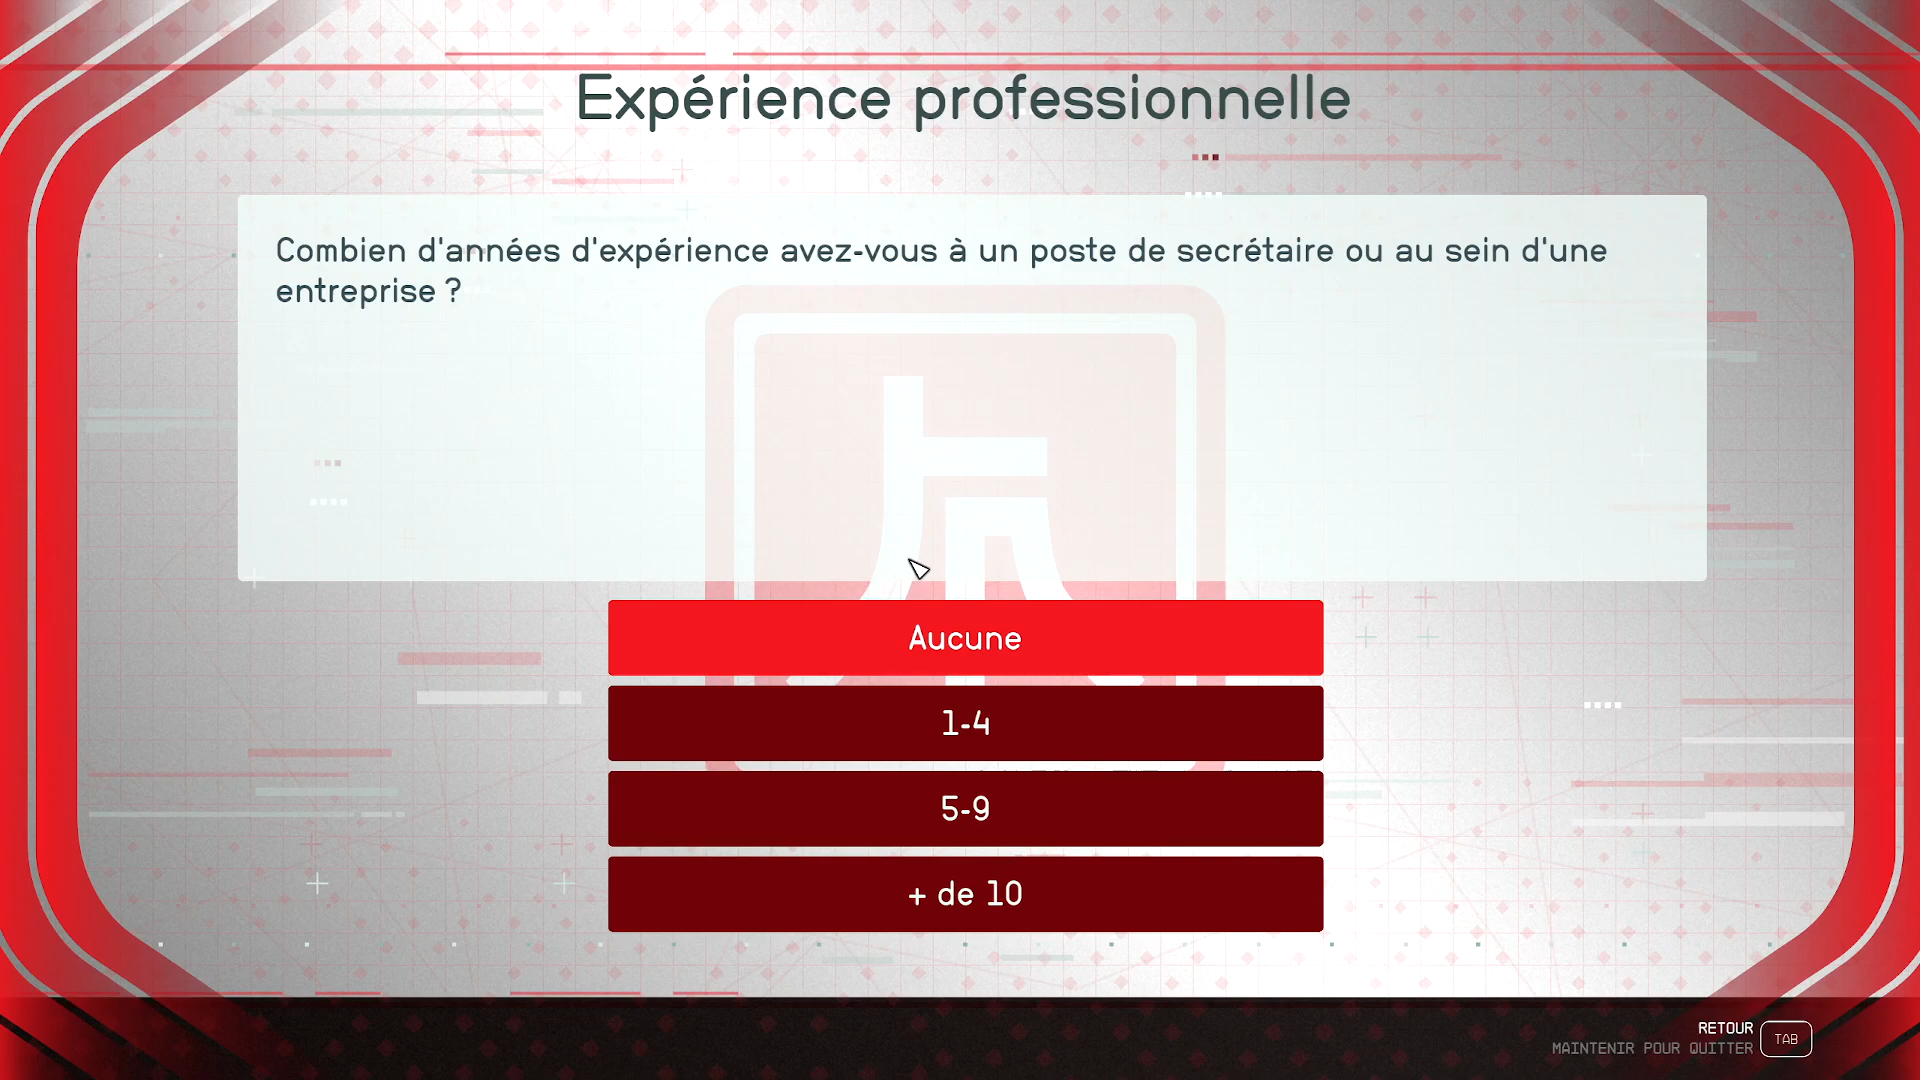 Expérience professionnelle
Combien d'années d'expérience avez-vous à un poste de secrétaire ou au sein d'une
entreprise ?
Aucune
1-4
5-9
+ de 10
RETOUR
MAINTENIR POUR QUITTER
TAB